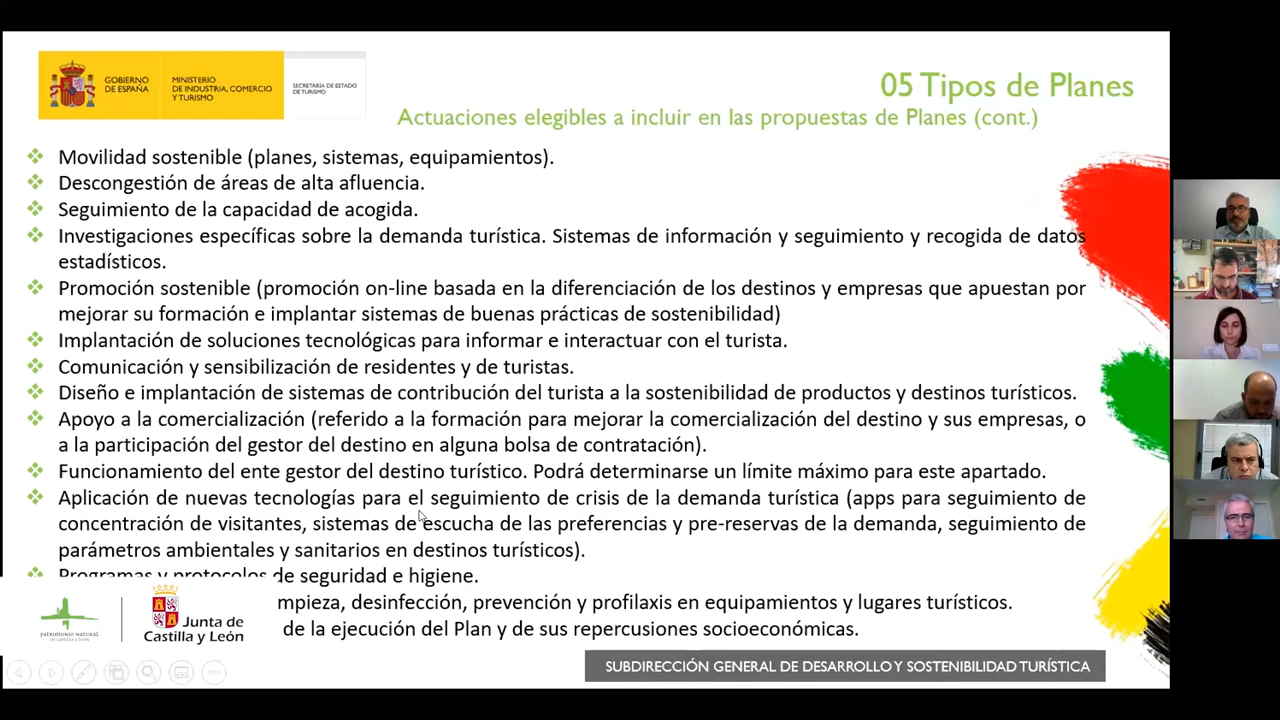 GOBIERNO
DE ESPAÑA
MINISTERIO
DE INDUSTRIA, COMERCIO
Y TURISMO
SECRETARÍA DE ESTADO
DE TURISMO
05 Tipos de Planes
Actuaciones elegibles a incluir en las propuestas de Planes (cont.)
Movilidad sostenible (planes, sistemas, equipamientos).
Descongestión de áreas de alta afluencia.
Seguimiento de la capacidad de acogida.
Investigaciones específicas sobre la demanda turística. Sistemas de información y seguimiento y recogida de datos
estadísticos.
Promoción sostenible (promoción on-line basada en la diferenciación de los destinos y empresas que apuestan por
mejorar su formación e implantar sistemas de buenas prácticas de sostenibilidad)
Implantación de soluciones tecnológicas para informar e interactuar con el turista.
Comunicación y sensibilización de residentes y de turistas.
Diseño e implantación de sistemas de contribución del turista a la sostenibilidad de productos y destinos turísticos.
Apoyo a la comercialización (referido a la formación para mejorar la comercialización del destino y sus empresas, o
a la participación del gestor del destino en alguna bolsa de contratación).
Funcionamiento del ente gestor del destino turístico. Podrá determinarse un límite máximo para este apartado.
Aplicación de nuevas tecnologías para el seguimiento de crisis de la demanda turística (apps para seguimiento de
concentración de visitantes, sistemas de escucha de las preferencias y pre-reservas de la demanda, seguimiento de
parámetros ambientales y sanitarios en destinos turísticos).
Programas y protocolos de seguridad e higiene.
mpieza, desinfección, prevención y profilaxis en equipamientos y lugares turísticos.
de la ejecución del Plan y de sus repercusiones socioeconómicas.
PATRIMONIO NATURAL
de Castilla y León
Junta de
Castilla y León
SUBDIRECCIÓN GENERAL DE DESARROLLO Y SOSTENIBILIDAD TURÍSTICA